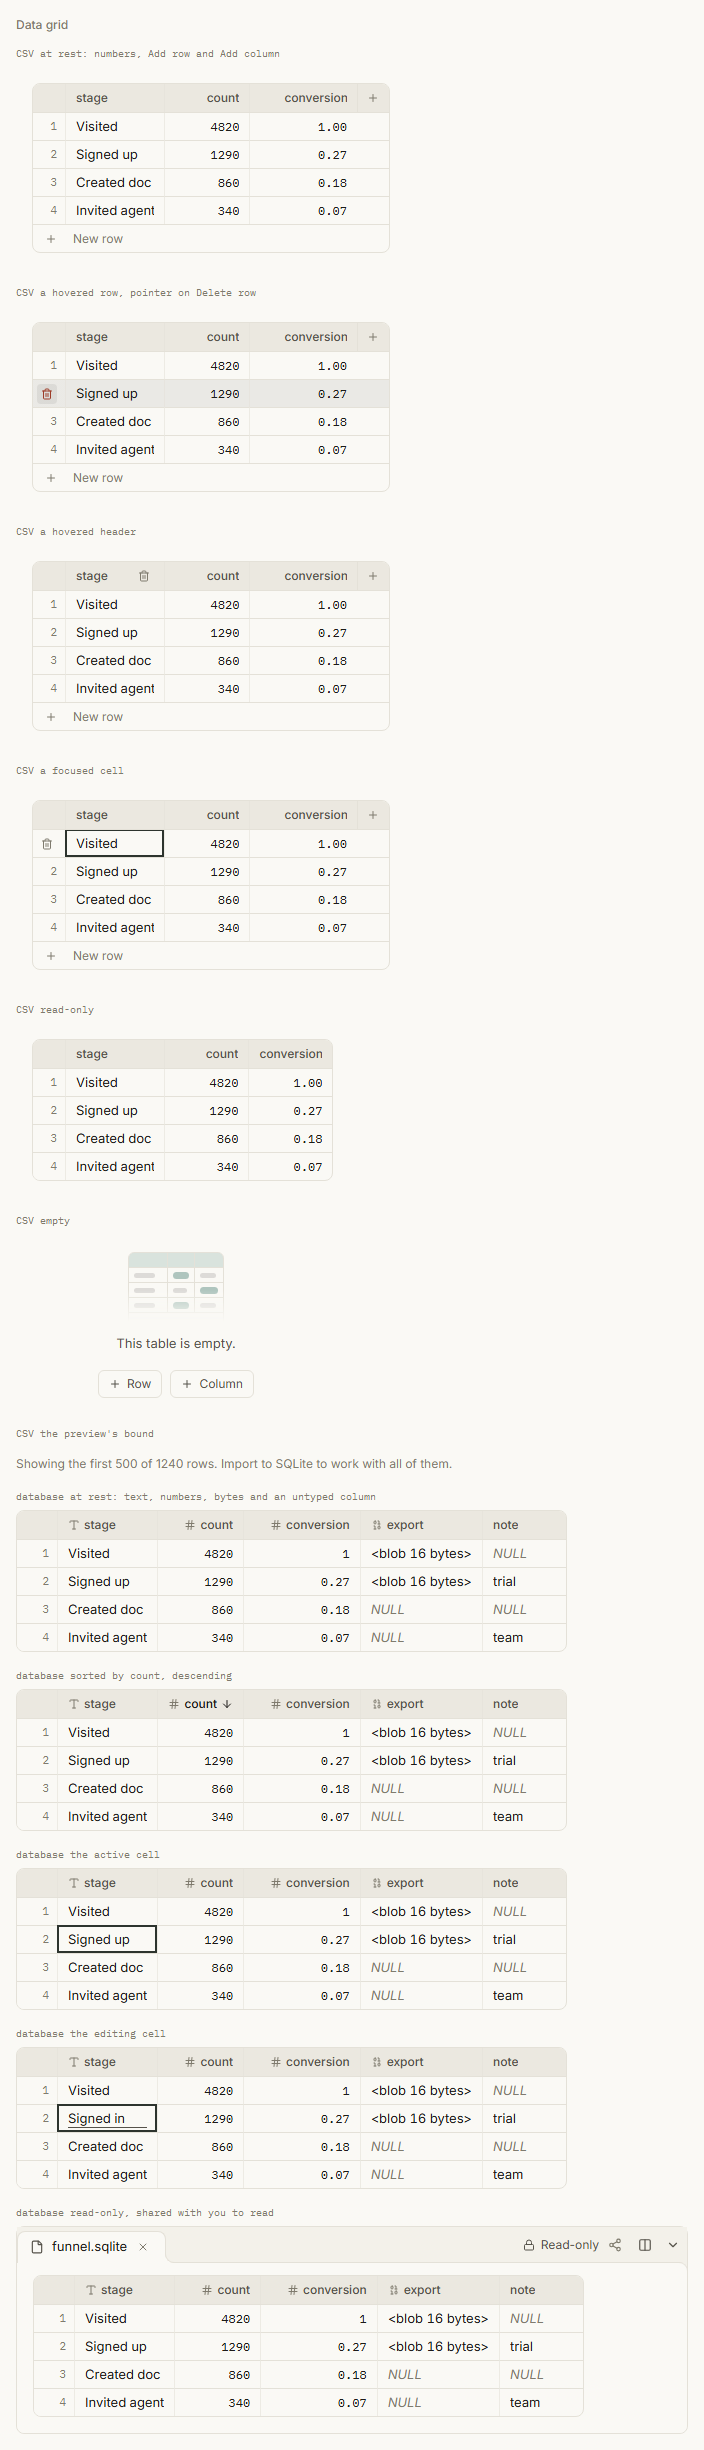 Data grid
CSV at rest: numbers, Add row and Add column
stage count conversion +
1 Visited 4820 1.00
2 Signed up 1290 0.27
3 Created doc 860 0.18
4 Invited agent 340 0.07
+ New row
CSV a hovered row, pointer on Delete row
stage count conversion +
1 Visited 4820 1.00
Signed up 1290 0.27
3 Created doc 860 0.18
4 Invited agent 340 0.07
+ New row
CSV a hovered header
stage count conversion +
1 Visited 4820 1.00
2 Signed up 1290 0.27
3 Created doc 860 0.18
4 Invited agent 340 0.07
+ New row
CSV a focused cell
stage count conversion +
Visited 4820 1.00
2 Signed up 1290 0.27
3 Created doc 860 0.18
4 Invited agent 340 0.07
+ New row
CSV read-only
stage count conversion
1 Visited 4820 1.00
2 Signed up 1290 0.27
3 Created doc 860 0.18
4 Invited agent 340 0.07
CSV empty
This table is empty.
+ Row + Column
CSV the preview's bound
Showing the first 500 of 1240 rows. Import to SQLite to work with all of them.
database at rest: text, numbers, bytes and an untyped column
stage # count # conversion export note
1 Visited 4820 1 <blob 16 bytes> NULL
2 Signed up 1290 0.27 <blob 16 bytes> trial
3 Created doc 860 0.18 NULL NULL
4 Invited agent 340 0.07 NULL team
database sorted by count, descending
stage # count ↓ # conversion export note
1 Visited 4820 1 <blob 16 bytes> NULL
2 Signed up 1290 0.27 <blob 16 bytes> trial
3 Created doc 860 0.18 NULL NULL
4 Invited agent 340 0.07 NULL team
database the active cell
stage # count # conversion export note
1 Visited 4820 1 <blob 16 bytes> NULL
2 Signed up 1290 0.27 <blob 16 bytes> trial
3 Created doc 860 0.18 NULL NULL
4 Invited agent 340 0.07 NULL team
database the editing cell
stage # count # conversion export note
1 Visited 4820 1 <blob 16 bytes> NULL
2 Signed in 1290 0.27 <blob 16 bytes> trial
3 Created doc 860 0.18 NULL NULL
4 Invited agent 340 0.07 NULL team
database read-only, shared with you to read
funnel.sqlite × Read-only
stage # count # conversion export note
1 Visited 4820 1 <blob 16 bytes> NULL
2 Signed up 1290 0.27 <blob 16 bytes> trial
3 Created doc 860 0.18 NULL NULL
4 Invited agent 340 0.07 NULL team